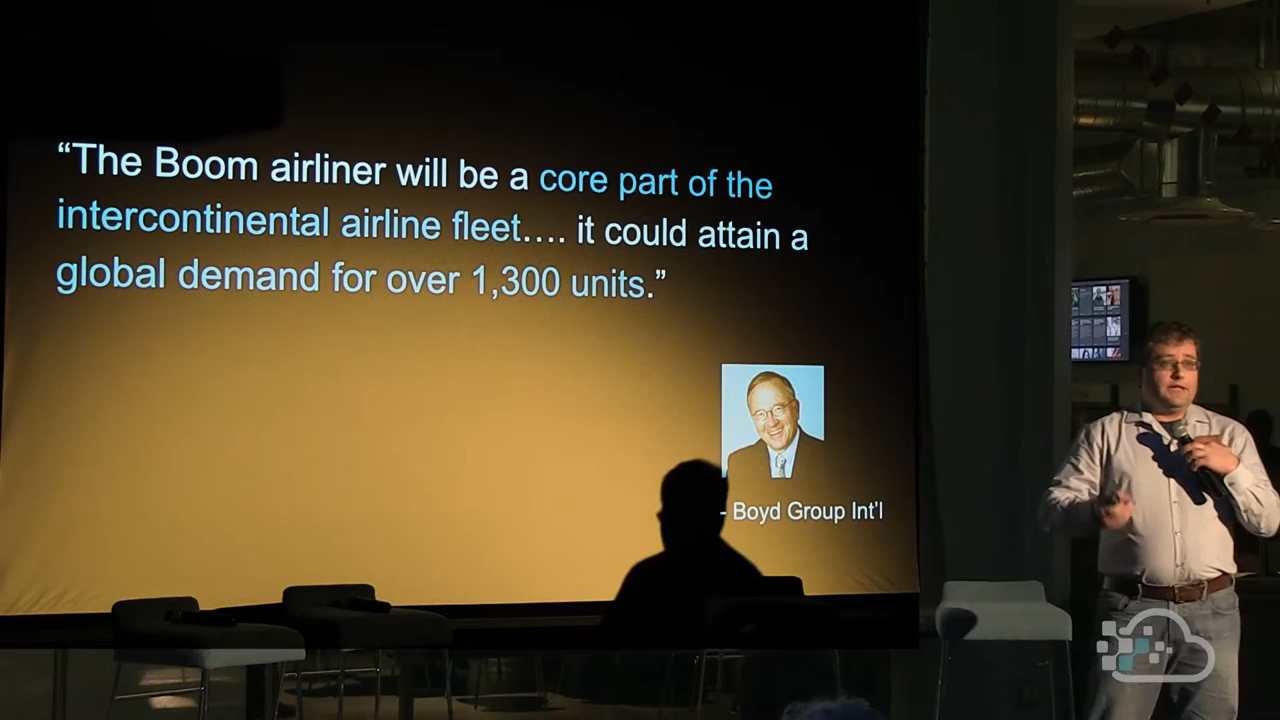 “The Boom airliner will be a core part of the
intercontinental airline fleet…. it could attain a
global demand for over 1,300 units.”
- Boyd Group Int’l